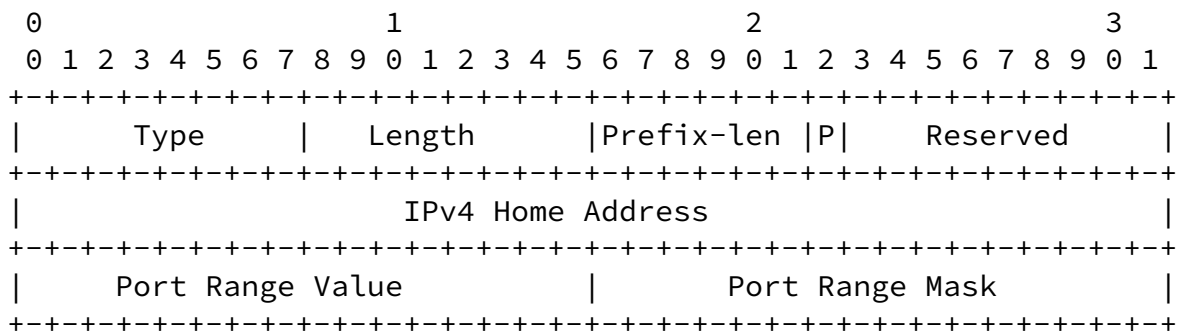 0                   1                   2                   3
 0 1 2 3 4 5 6 7 8 9 0 1 2 3 4 5 6 7 8 9 0 1 2 3 4 5 6 7 8 9 0 1
+-+-+-+-+-+-+-+-+-+-+-+-+-+-+-+-+-+-+-+-+-+-+-+-+-+-+-+-+-+-+-+-+
|      Type     |   Length      |Prefix-len |P|    Reserved     |
+-+-+-+-+-+-+-+-+-+-+-+-+-+-+-+-+-+-+-+-+-+-+-+-+-+-+-+-+-+-+-+-+
|                     IPv4 Home Address                         |
+-+-+-+-+-+-+-+-+-+-+-+-+-+-+-+-+-+-+-+-+-+-+-+-+-+-+-+-+-+-+-+-+
|     Port Range Value          |       Port Range Mask         |
+-+-+-+-+-+-+-+-+-+-+-+-+-+-+-+-+-+-+-+-+-+-+-+-+-+-+-+-+-+-+-+-+